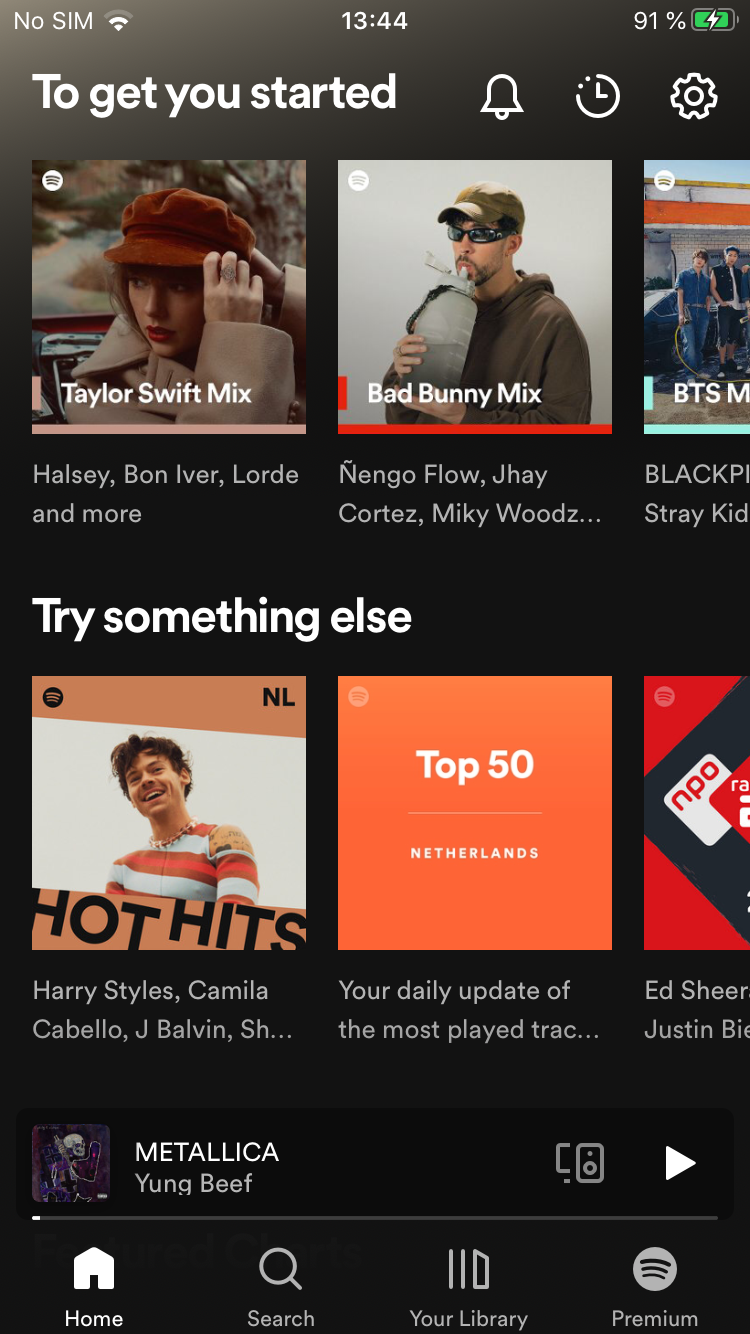 No SIM 13:44 91 %
To get you started
Taylor Swift Mix
Bad Bunny Mix
BTS M
Halsey, Bon Iver, Lorde
and more
Ñengo Flow, Jhay
Cortez, Miky Woodz...
BLACKPI
Stray Kid
Try something else
NL
HOT HITS
Top 50
NETHERLANDS
npo
ra
Harry Styles, Camila
Cabello, J Balvin, Sh...
Your daily update of
the most played trac...
Ed Sheer
Justin Bie
METALLICA
Yung Beef
Featured Charts
Home
Search
Your Library
Premium